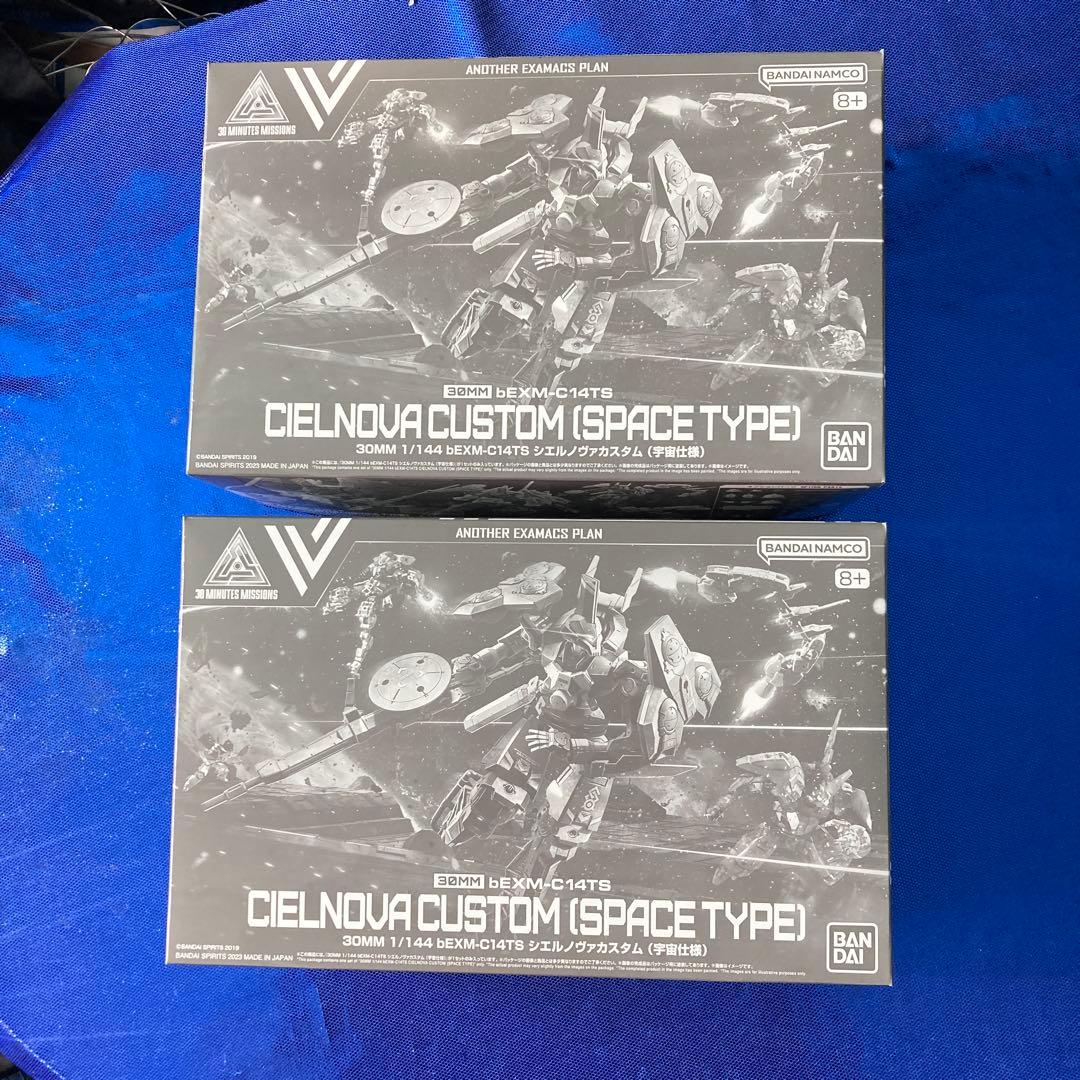 ANOTHER EXAMACS PLAN
BANDAI NAMCO
8+
30 MINUTES MISSIONS
30MM bEXM-C14TS
CIELNOVA CUSTOM (SPACE TYPE)
30MM 1/144 bEXM-C14TS シエルノヴァカスタム (宇宙仕様)
BAN
DAI
©BANDAI SPIRITS 2019
BANDAI SPIRITS 2023 MADE IN JAPAN
ANOTHER EXAMACS PLAN
BANDAI NAMCO
8+
30 MINUTES MISSIONS
30MM bEXM-C14TS
CIELNOVA CUSTOM (SPACE TYPE)
30MM 1/144 bEXM-C14TS シエルノヴァカスタム (宇宙仕様)
BAN
DAI
©BANDAI SPIRITS 2019
BANDAI SPIRITS 2023 MADE IN JAPAN